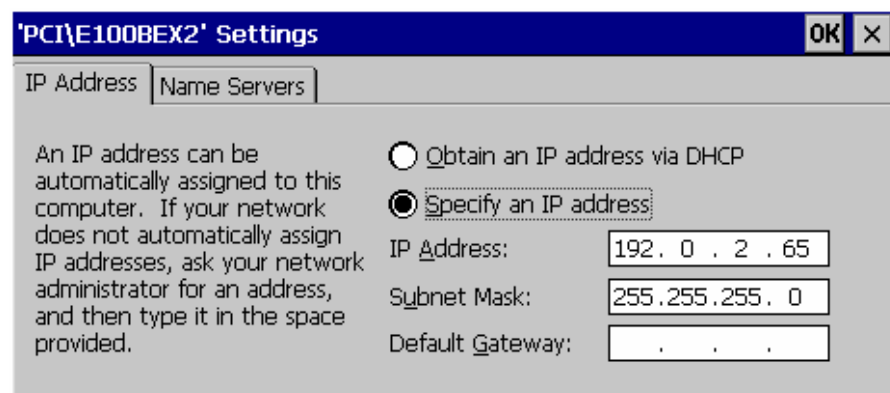 'PCI\E100BEX2' Settings
OK ×
IP Address
Name Servers
An IP address can be
automatically assigned to this
computer. If your network
does not automatically assign
IP addresses, ask your network
administrator for an address,
and then type it in the space
provided.
Obtain an IP address via DHCP
Specify an IP address
IP Address: 192. 0 . 2 . 65
Subnet Mask: 255.255.255. 0
Default Gateway: . . .